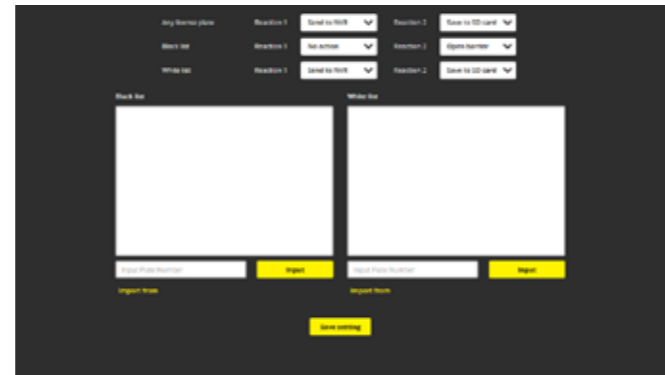 Any license plate Reaction 1 Send to NVR Reaction 2 Save to SD card
Block list Reaction 1 No action Reaction 2 Open barrier
White list Reaction 1 Send to NVR Reaction 2 Save to SD card
Black list White list
Input Plate Number Input Input Plate Number Input
Import from Import from
Save setting